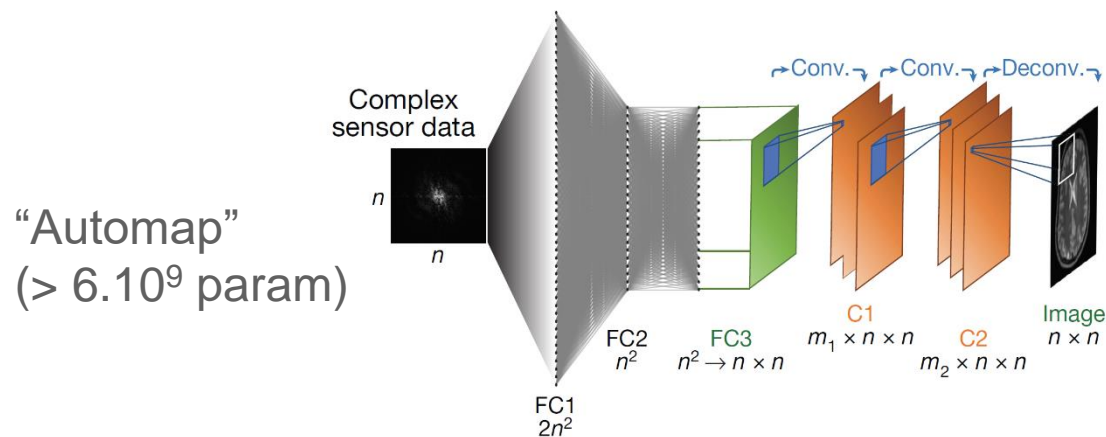 “Automap”
(> 6.10⁹ param)
Complex
sensor data
n
n
FC1
2n²
FC2
n²
FC3
n² → n × n
Conv.
Conv.
Deconv.
C1
m₁ × n × n
C2
m₂ × n × n
Image
n × n